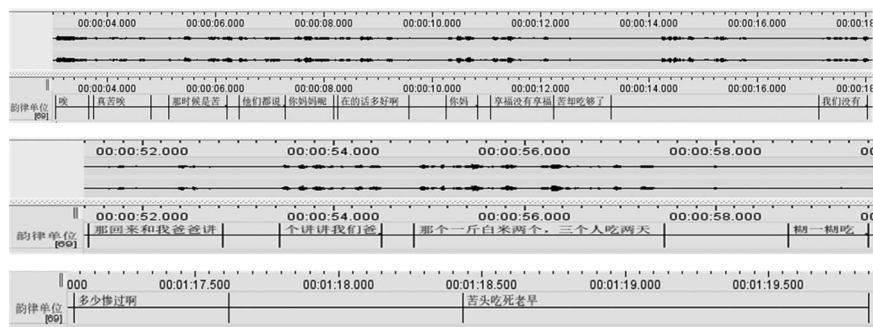 00:00:04.000 00:00:06.000 00:00:08.000 00:00:10.000 00:00:12.000 00:00:14.000 00:00:16.000 00:00:18
00:00:04.000 00:00:06.000 00:00:08.000 00:00:10.000 00:00:12.000 00:00:14.000 00:00:16.000 00:00:18
韵律单位 唉 真苦唉 那时候是苦 他们都说 你妈妈呢 在的话多好啊 你妈 享福没有享福 苦却吃够了 我们没有
[69]
00:00:52.000 00:00:54.000 00:00:56.000 00:00:58.000 00
00:00:52.000 00:00:54.000 00:00:56.000 00:00:58.000 00
韵律单位 那回来和我爸爸讲 个讲讲我们爸 那个一斤白米两个，三个人吃两天 糊一糊吃
[69]
000 00:01:17.500 00:01:18.000 00:01:18.500 00:01:19.000 00:01:19.500
韵律单位 多少惨过啊 苦头吃死老早
[69]